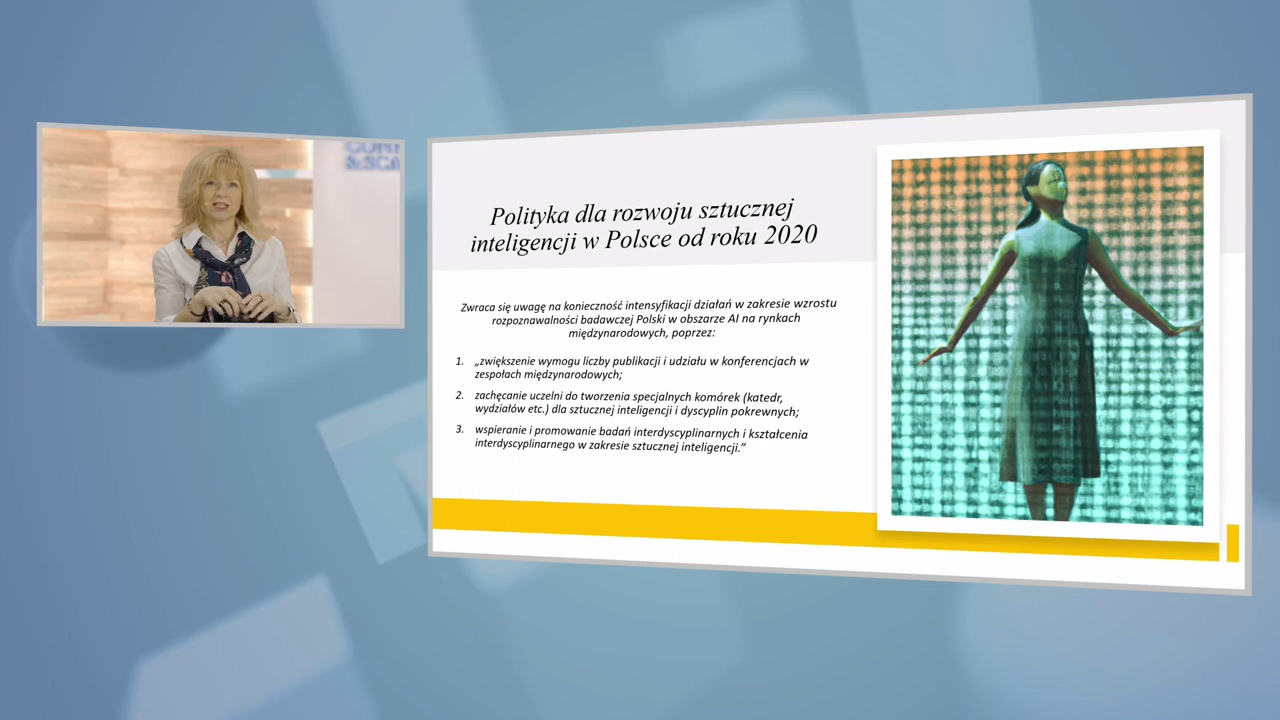 Polityka dla rozwoju sztucznej
inteligencji w Polsce od roku 2020
Zwraca się uwagę na konieczność intensyfikacji działań w zakresie wzrostu
rozpoznawalności badawczej Polski w obszarze AI na rynkach
międzynarodowych, poprzez:
1. „zwiększenie wymogu liczby publikacji i udziału w konferencjach w
zespołach międzynarodowych;
2. zachęcanie uczelni do tworzenia specjalnych komórek (katedr,
wydziałów etc.) dla sztucznej inteligencji i dyscyplin pokrewnych;
3. wspieranie i promowanie badań interdyscyplinarnych i kształcenia
interdyscyplinarnego w zakresie sztucznej inteligencji.”